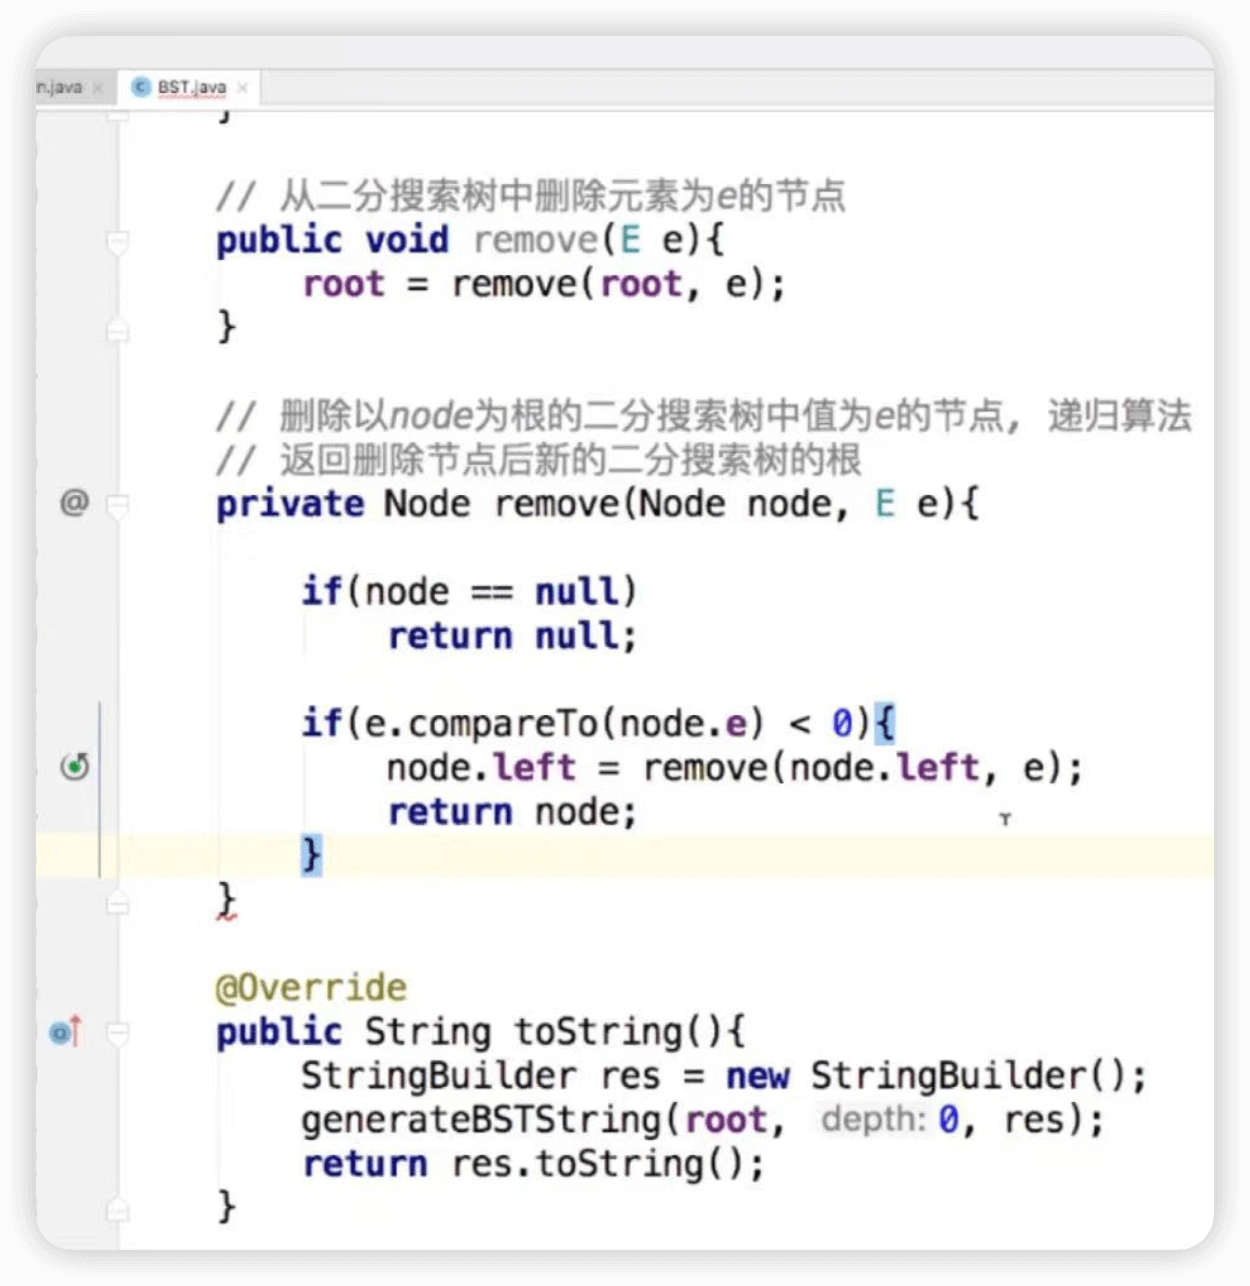 n.java
BST.java
}
// 从二分搜索树中删除元素为e的节点
public void remove(E e){
root = remove(root, e);
}
// 删除以node为根的二分搜索树中值为e的节点, 递归算法
// 返回删除节点后新的二分搜索树的根
private Node remove(Node node, E e){
if(node == null)
return null;
if(e.compareTo(node.e) < 0){
node.left = remove(node.left, e);
return node;
}
}
@Override
public String toString(){
StringBuilder res = new StringBuilder();
generateBSTString(root, depth: 0, res);
return res.toString();
}